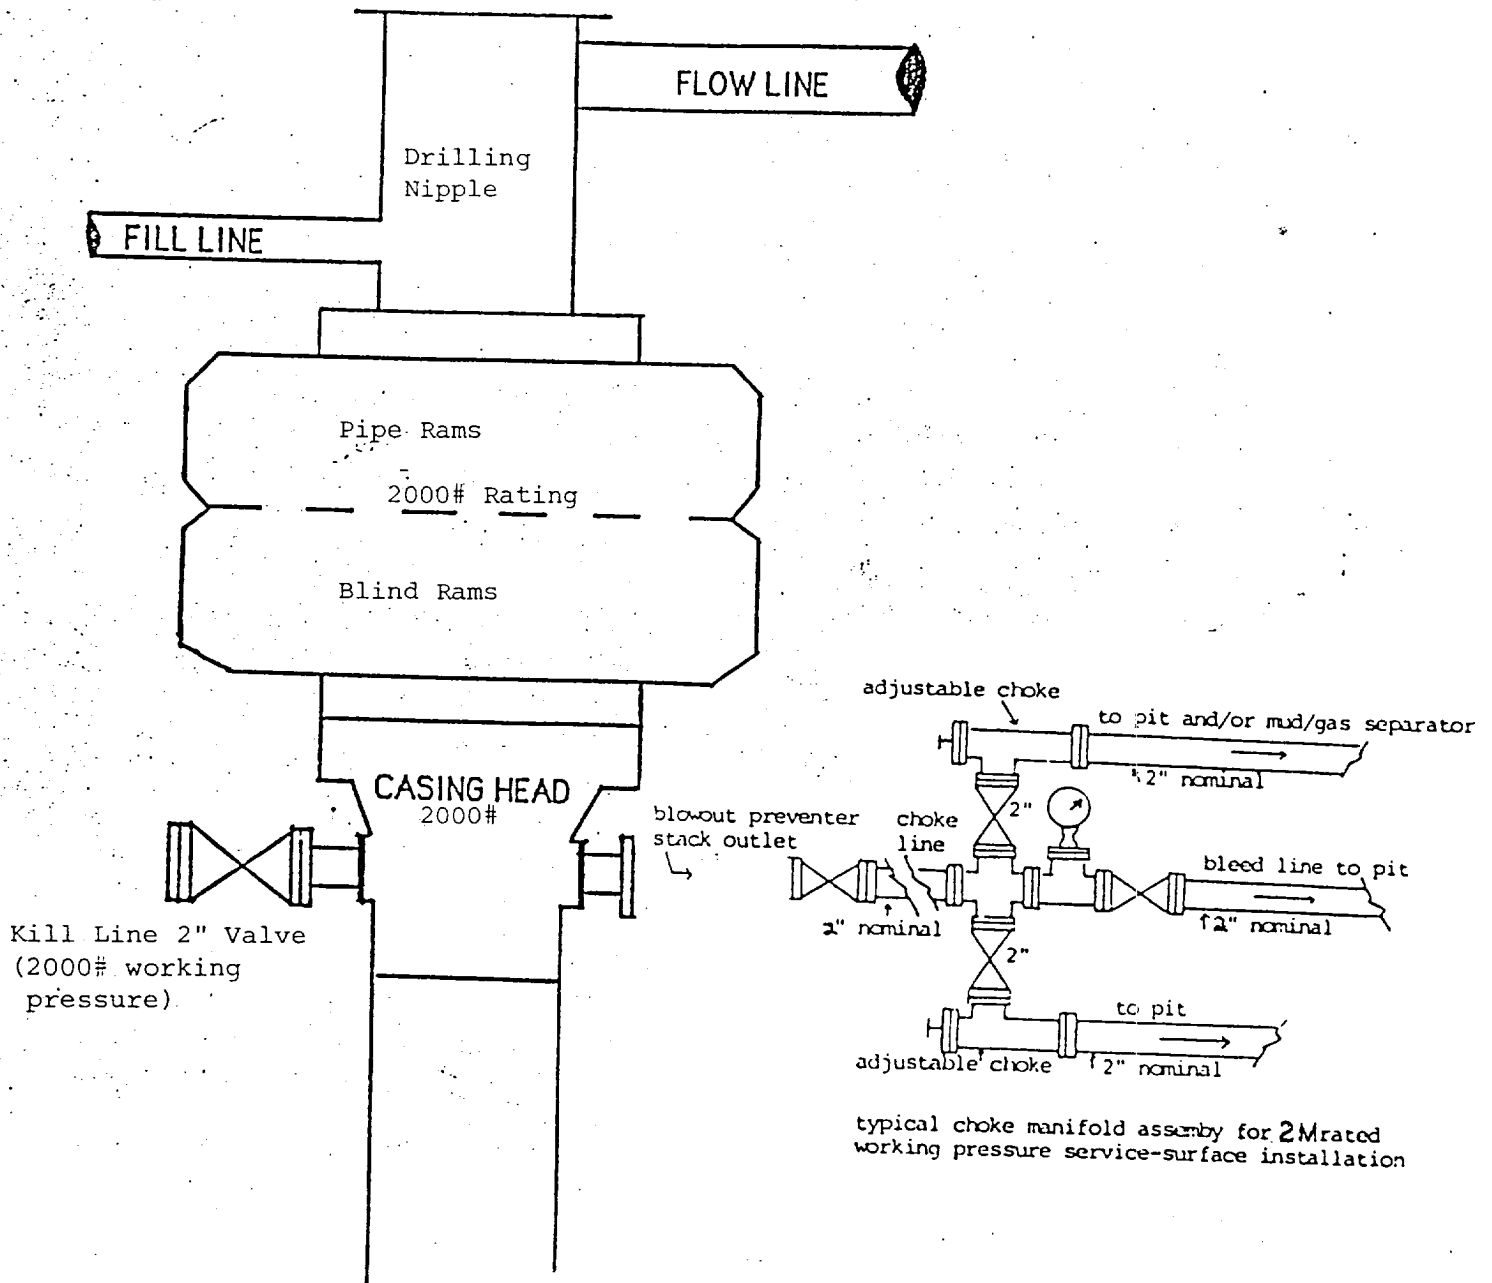 FLOW LINE
Drilling
Nipple
FILL LINE
Pipe Rams
2000# Rating
Blind Rams
CASING HEAD
2000#
Kill Line 2" Valve
(2000# working
pressure)
blowout preventer
stack outlet
choke
line
adjustable choke
to pit and/or mud/gas separator
2" nominal
2"
bleed line to pit
2" nominal
2" nominal
2"
to pit
adjustable choke
2" nominal
typical choke manifold assemby for 2M rated
working pressure service-surface installation